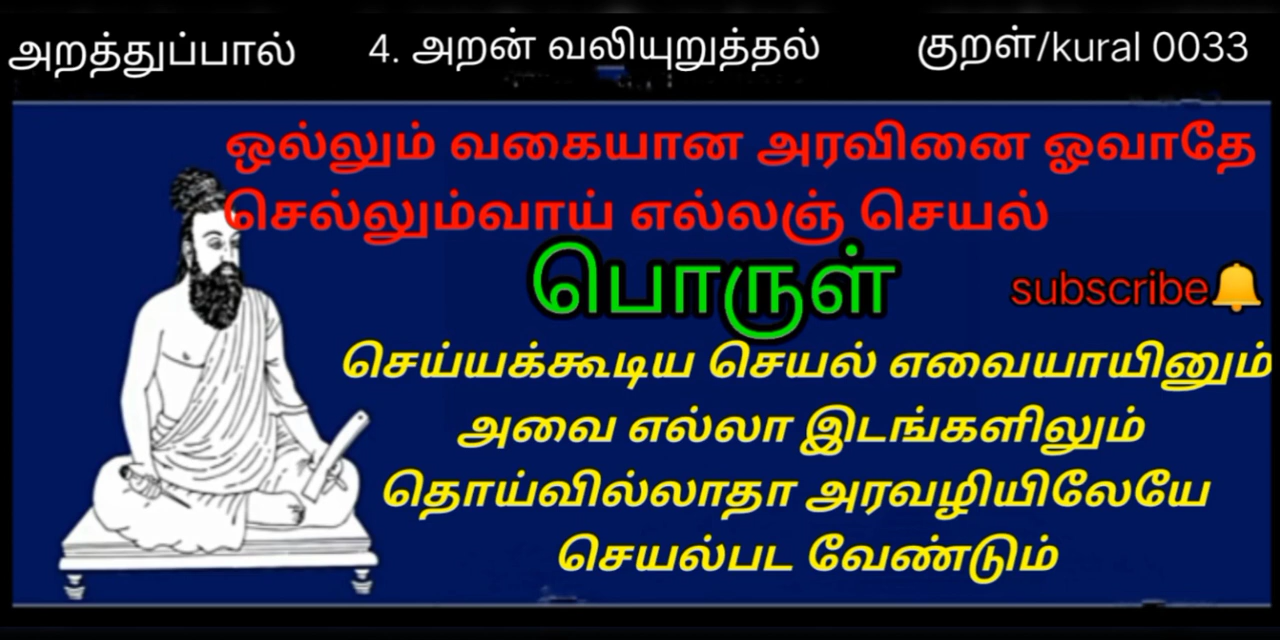 அறத்துப்பால் 4. அறன் வலியுறுத்தல் குறள்/kural 0033
ஒல்லும் வகையான அரவினை ஓவாதே
செல்லும்வாய் எல்லஞ் செயல்
பொருள்
subscribe🔔
செய்யக்கூடிய செயல் எவையாயினும்
அவை எல்லா இடங்களிலும்
தொய்வில்லாதா அரவழியிலேயே
செயல்பட வேண்டும்